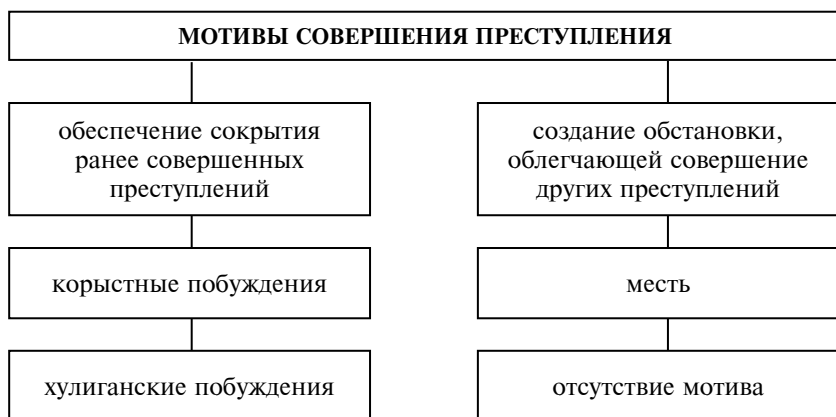 МОТИВЫ СОВЕРШЕНИЯ ПРЕСТУПЛЕНИЯ
обеспечение сокрытия
ранее совершенных
преступлений
создание обстановки,
облегчающей совершение
других преступлений
корыстные побуждения
месть
хулиганские побуждения
отсутствие мотива